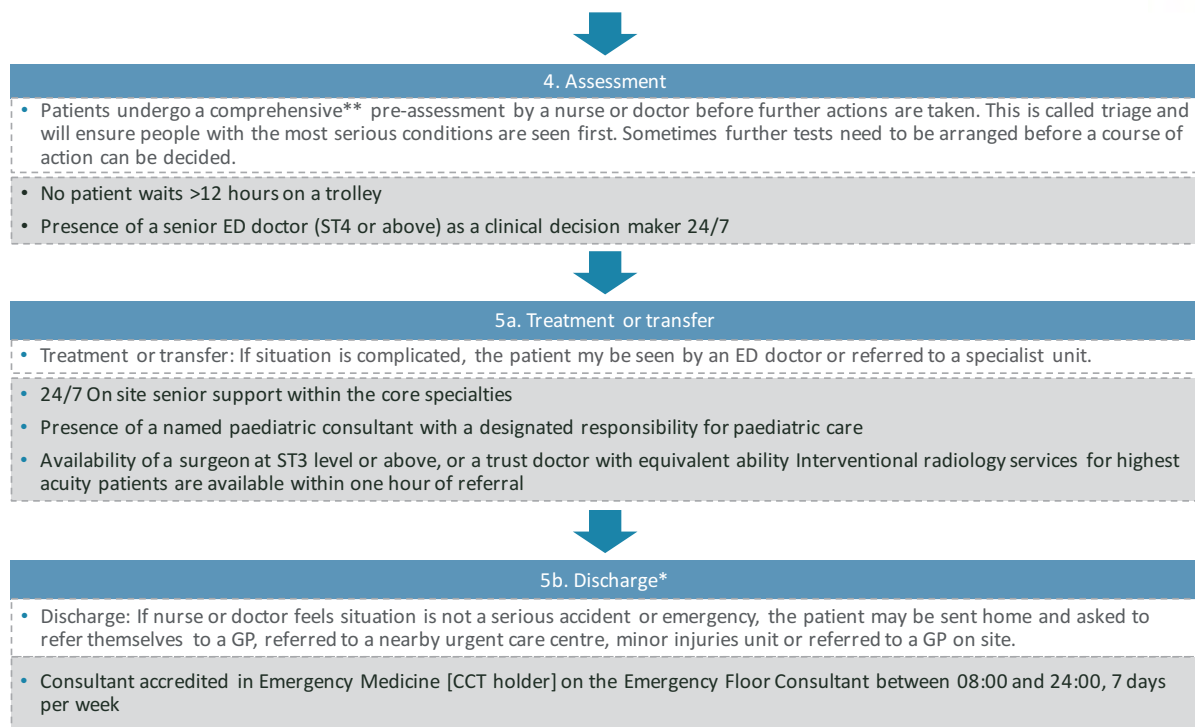 4. Assessment
• Patients undergo a comprehensive** pre-assessment by a nurse or doctor before further actions are taken. This is called triage and
will ensure people with the most serious conditions are seen first. Sometimes further tests need to be arranged before a course of
action can be decided.
• No patient waits >12 hours on a trolley
• Presence of a senior ED doctor (ST4 or above) as a clinical decision maker 24/7
5a. Treatment or transfer
• Treatment or transfer: If situation is complicated, the patient my be seen by an ED doctor or referred to a specialist unit.
• 24/7 On site senior support within the core specialties
• Presence of a named paediatric consultant with a designated responsibility for paediatric care
• Availability of a surgeon at ST3 level or above, or a trust doctor with equivalent ability Interventional radiology services for highest
acuity patients are available within one hour of referral
5b. Discharge*
• Discharge: If nurse or doctor feels situation is not a serious accident or emergency, the patient may be sent home and asked to
refer themselves to a GP, referred to a nearby urgent care centre, minor injuries unit or referred to a GP on site.
• Consultant accredited in Emergency Medicine [CCT holder] on the Emergency Floor Consultant between 08:00 and 24:00, 7 days
per week